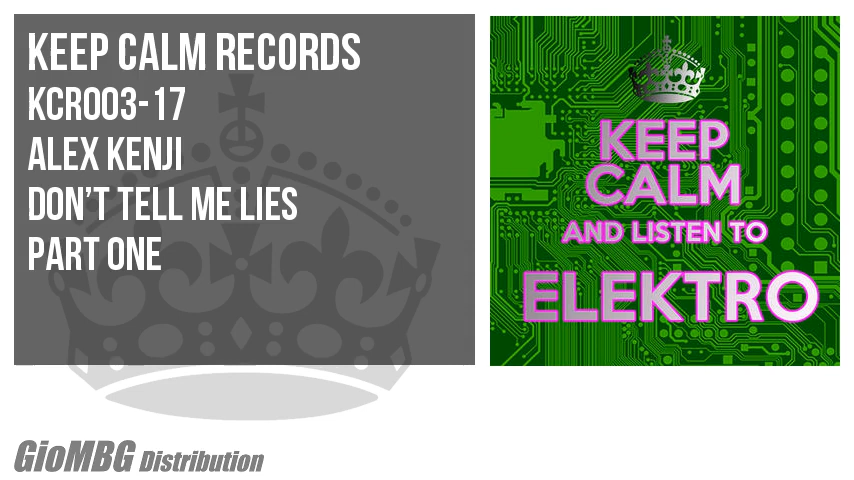 KEEP CALM RECORDS
KCR003-17
ALEX KENJI
DON'T TELL ME LIES
PART ONE
KEEP
CALM
AND LISTEN TO
ELEKTRO
GioMBG Distribution